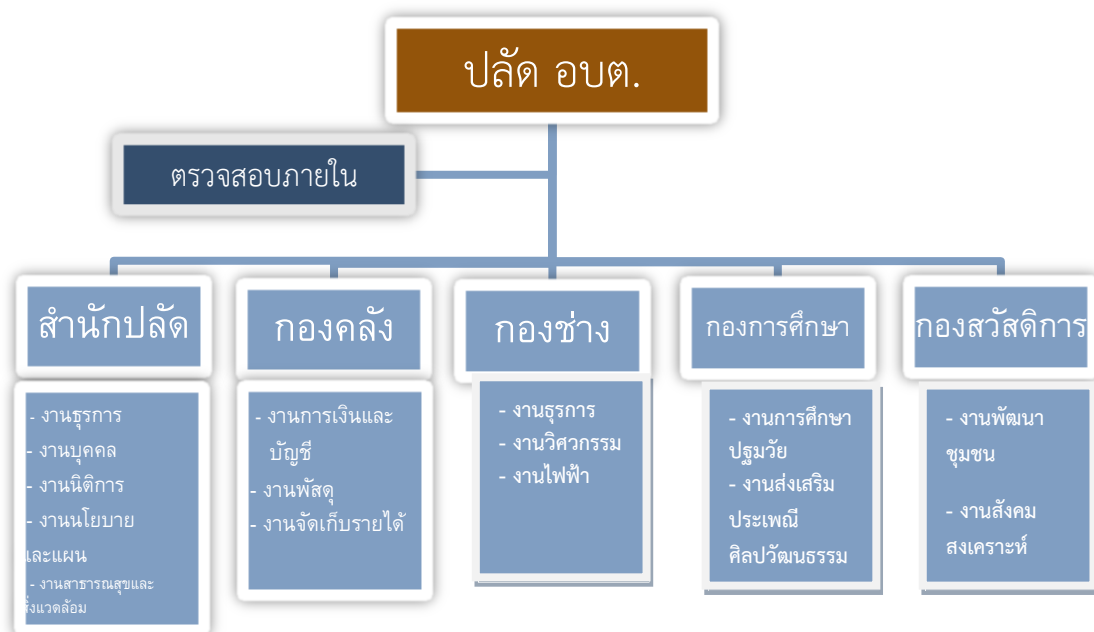 ปลัด อบต.
ตรวจสอบภายใน
สำนักปลัด
- งานธุรการ
- งานบุคคล
- งานนิติการ
- งานนโยบาย
และแผน
- งานสาธารณสุขและ
สิ่งแวดล้อม
กองคลัง
- งานการเงินและ
บัญชี
- งานพัสดุ
- งานจัดเก็บรายได้
กองช่าง
- งานธุรการ
- งานวิศวกรรม
- งานไฟฟ้า
กองการศึกษา
- งานการศึกษา
ปฐมวัย
- งานส่งเสริม
ประเพณี
ศิลปวัฒนธรรม
กองสวัสดิการ
- งานพัฒนา
ชุมชน
- งานสังคม
สงเคราะห์